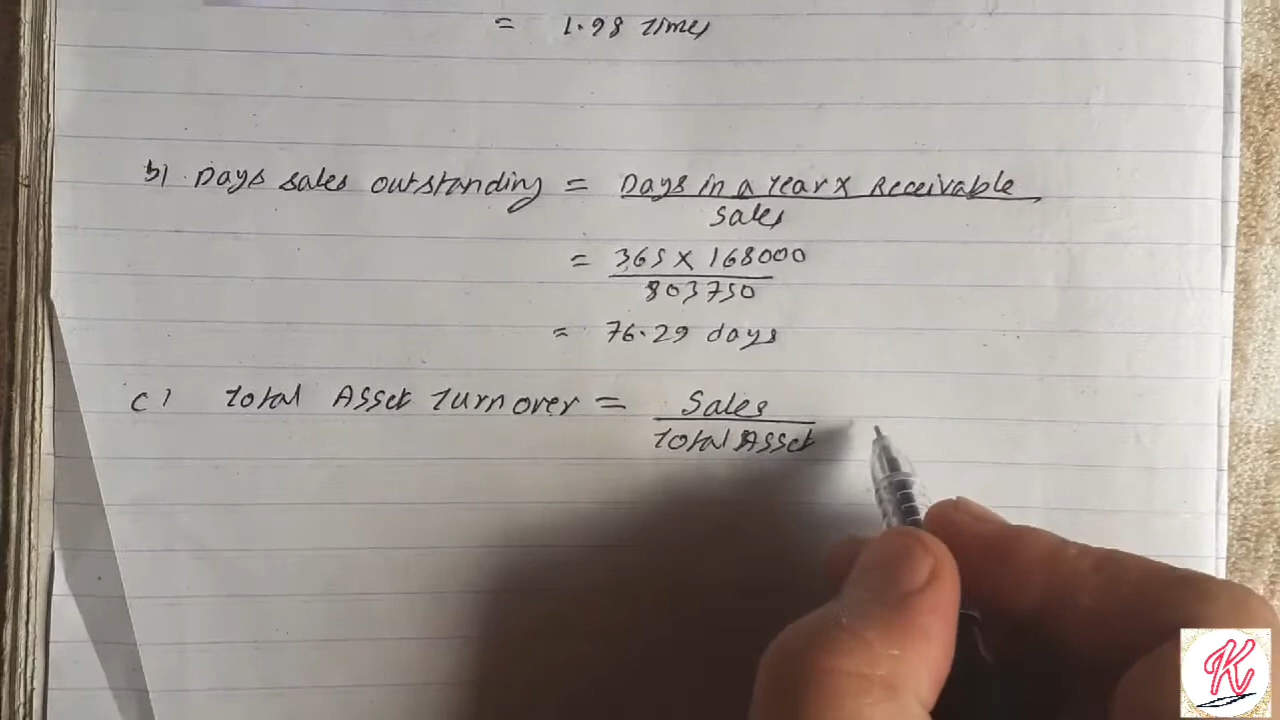 = 1.98 times
b) Days sales outstanding = Days in a year x Receivable
sales
= 365 x 168000
803750
= 76.29 days
c) total Asset turnover = Sales
total Asset
K